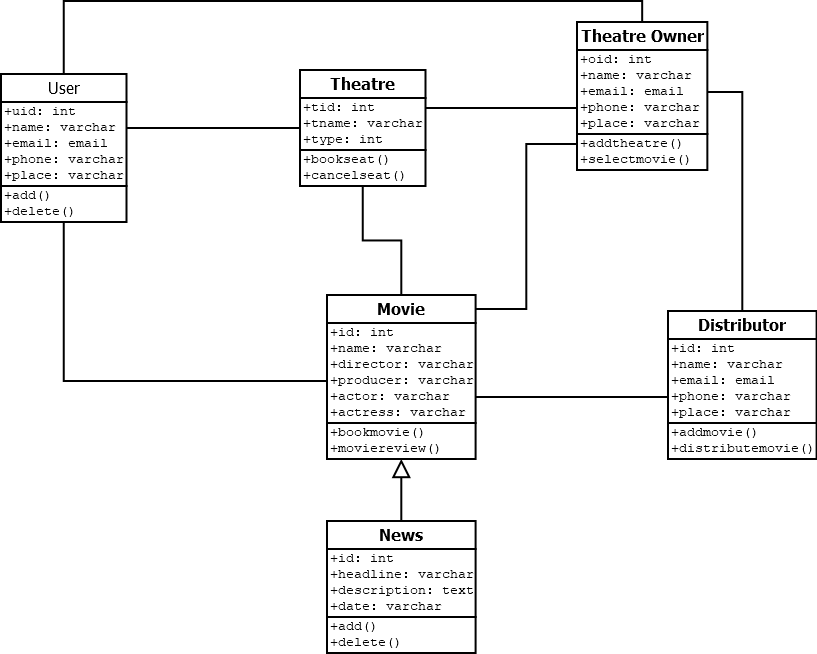 Theatre Owner
+oid: int
+name: varchar
+email: email
+phone: varchar
+place: varchar
+addtheatre()
+selectmovie()
User
+uid: int
+name: varchar
+email: email
+phone: varchar
+place: varchar
+add()
+delete()
Theatre
+tid: int
+tname: varchar
+type: int
+bookseat()
+cancelseat()
Movie
+id: int
+name: varchar
+director: varchar
+producer: varchar
+actor: varchar
+actress: varchar
+bookmovie()
+moviereview()
Distributor
+id: int
+name: varchar
+email: email
+phone: varchar
+place: varchar
+addmovie()
+distributemovie()
News
+id: int
+headline: varchar
+description: text
+date: varchar
+add()
+delete()